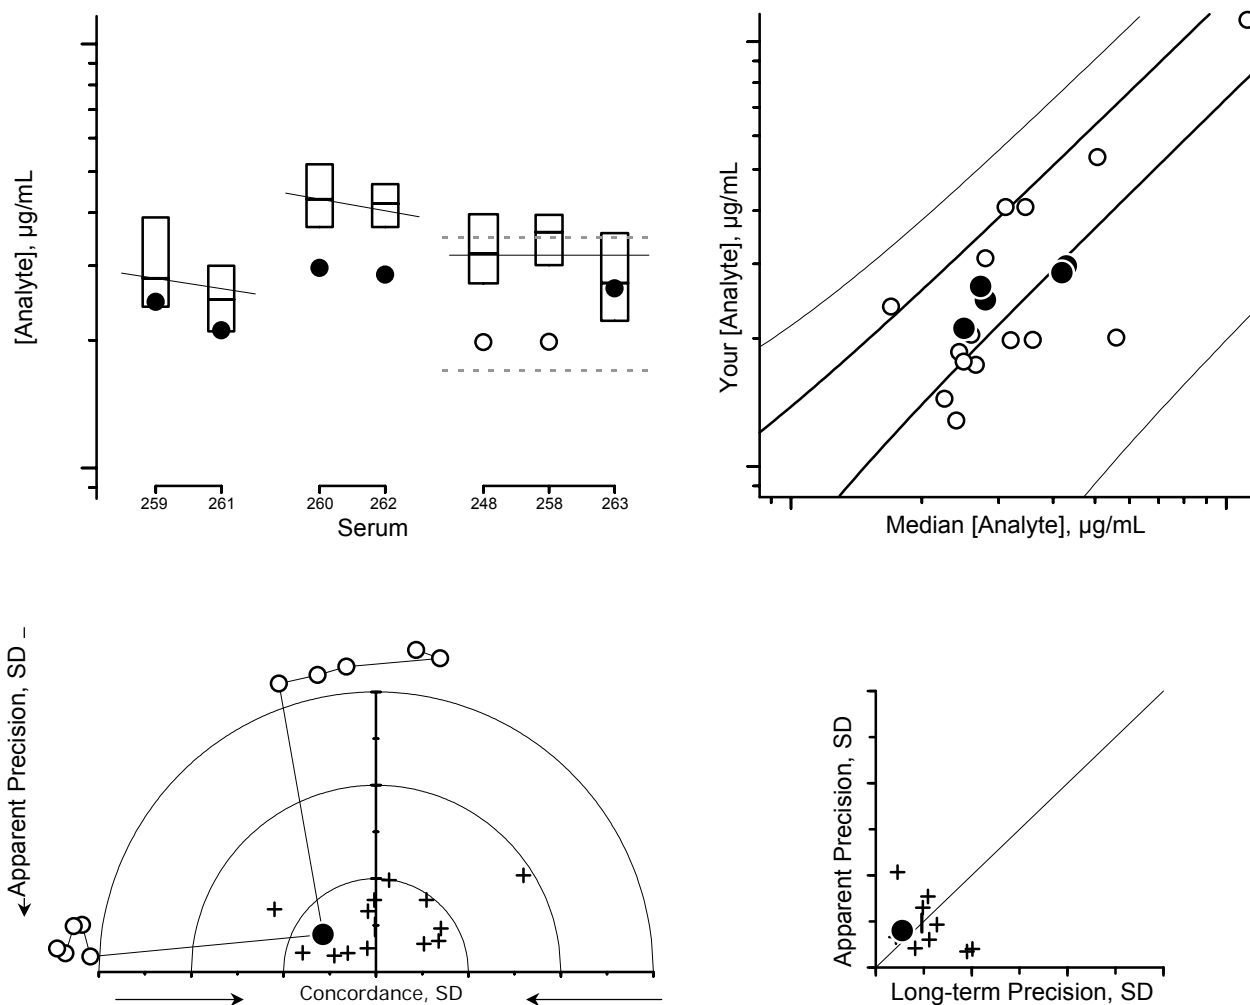 [Analyte], µg/mL
259
261
260
262
248
258
263
Serum
Your [Analyte], µg/mL
Median [Analyte], µg/mL
Apparent Precision, SD
Concordance, SD
Apparent Precision, SD
Long-term Precision, SD